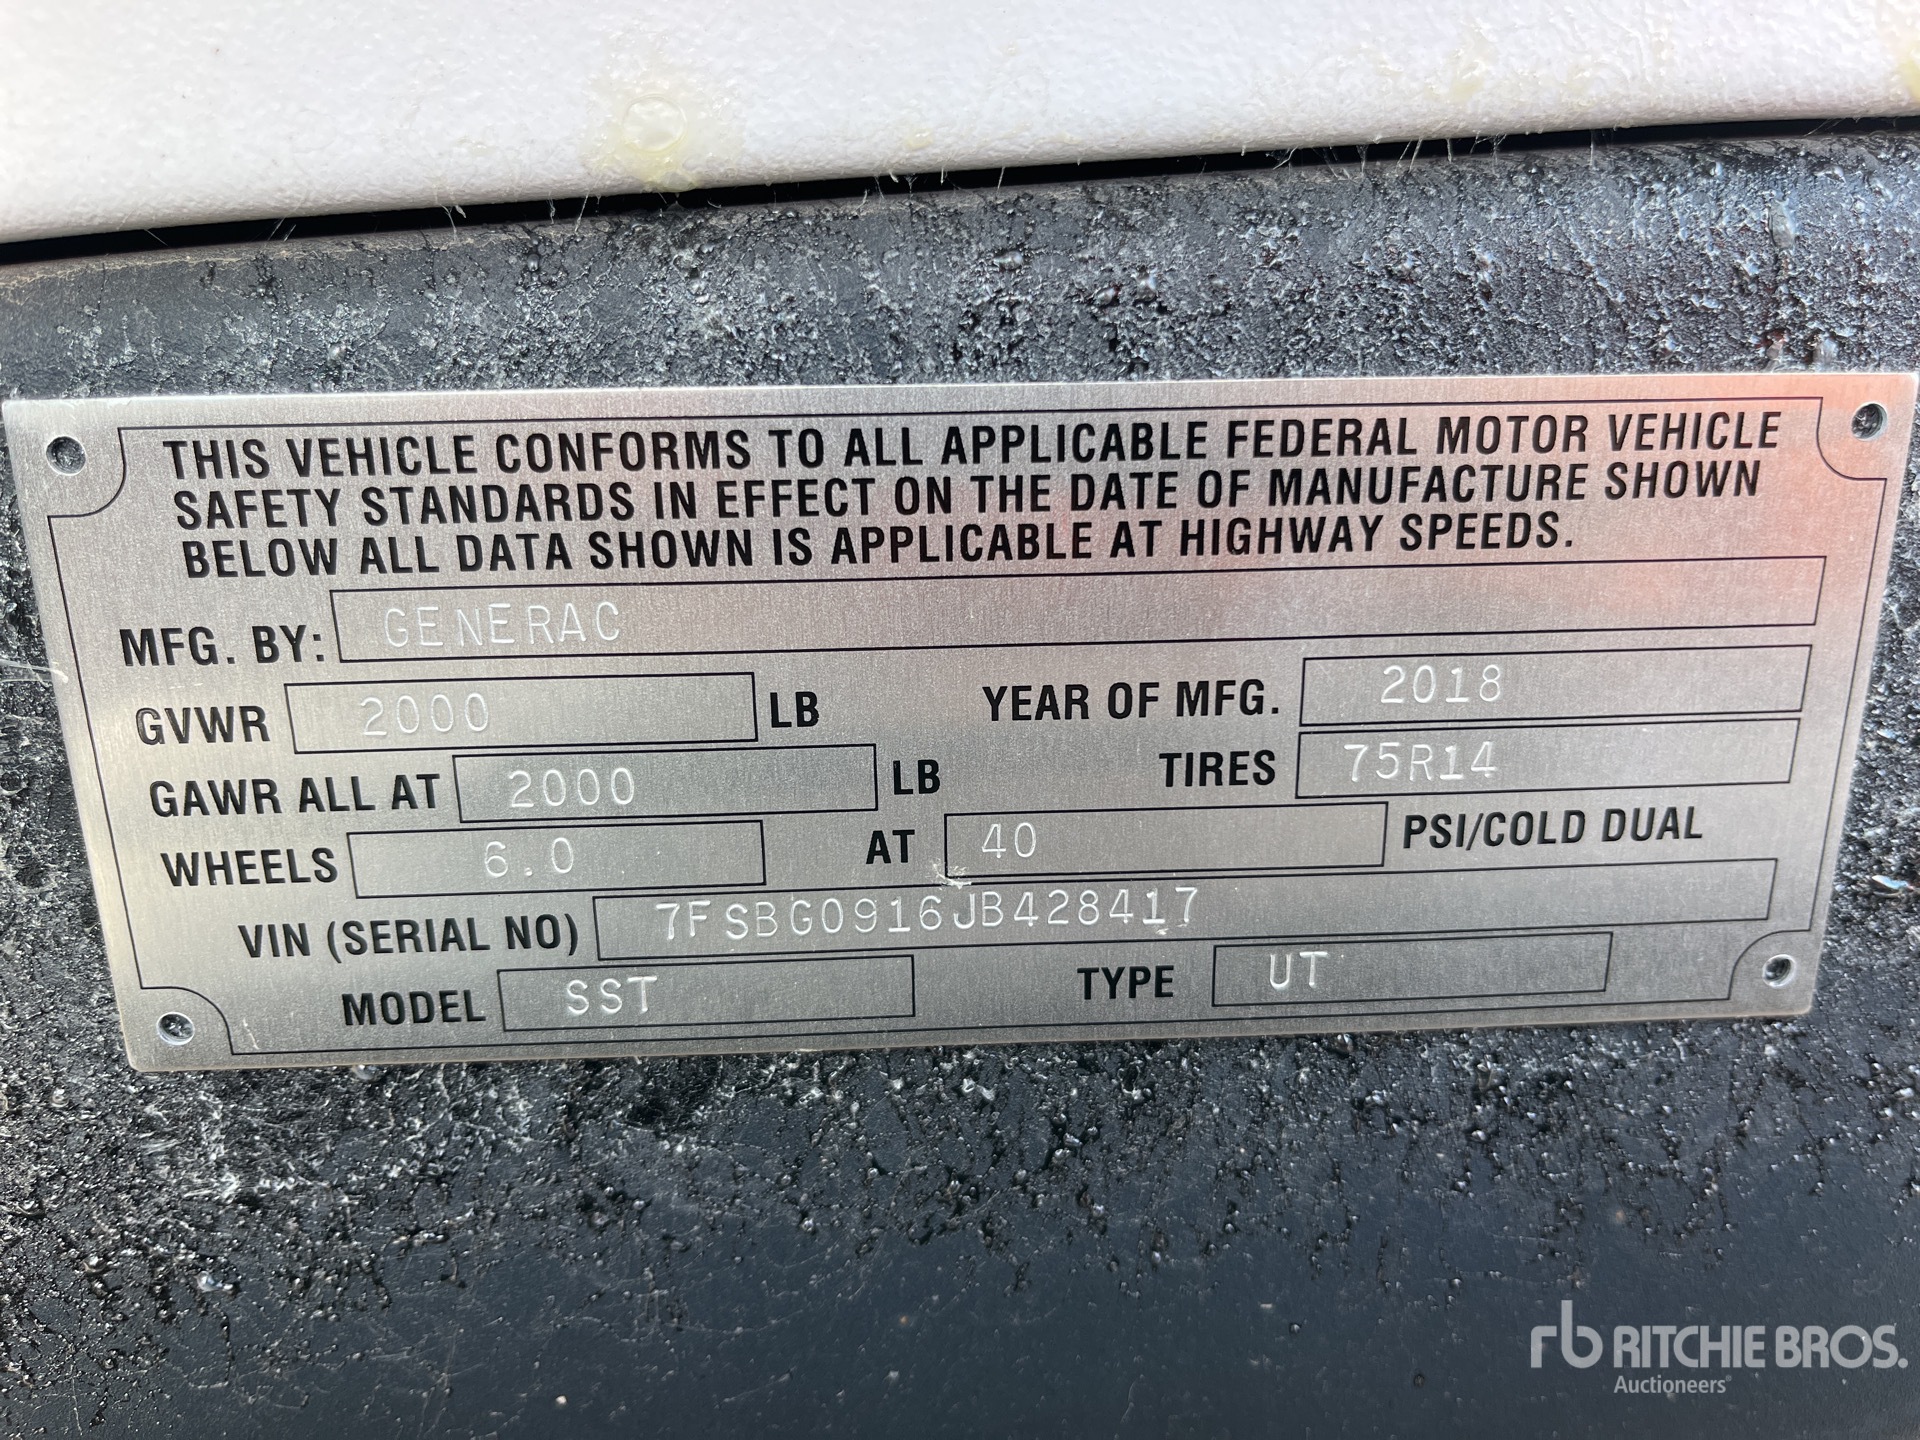 THIS VEHICLE CONFORMS TO ALL APPLICABLE FEDERAL MOTOR VEHICLE
SAFETY STANDARDS IN EFFECT ON THE DATE OF MANUFACTURE SHOWN
BELOW ALL DATA SHOWN IS APPLICABLE AT HIGHWAY SPEEDS.
MFG. BY: GENERAC
GVWR 2000 LB YEAR OF MFG. 2018
GAWR ALL AT 2000 LB TIRES 75R14
WHEELS 6.0 AT 40 PSI/COLD DUAL
VIN (SERIAL NO) 7FSBG0916JB428417
MODEL SST TYPE UT
rb RITCHIE BROS.
Auctioneers